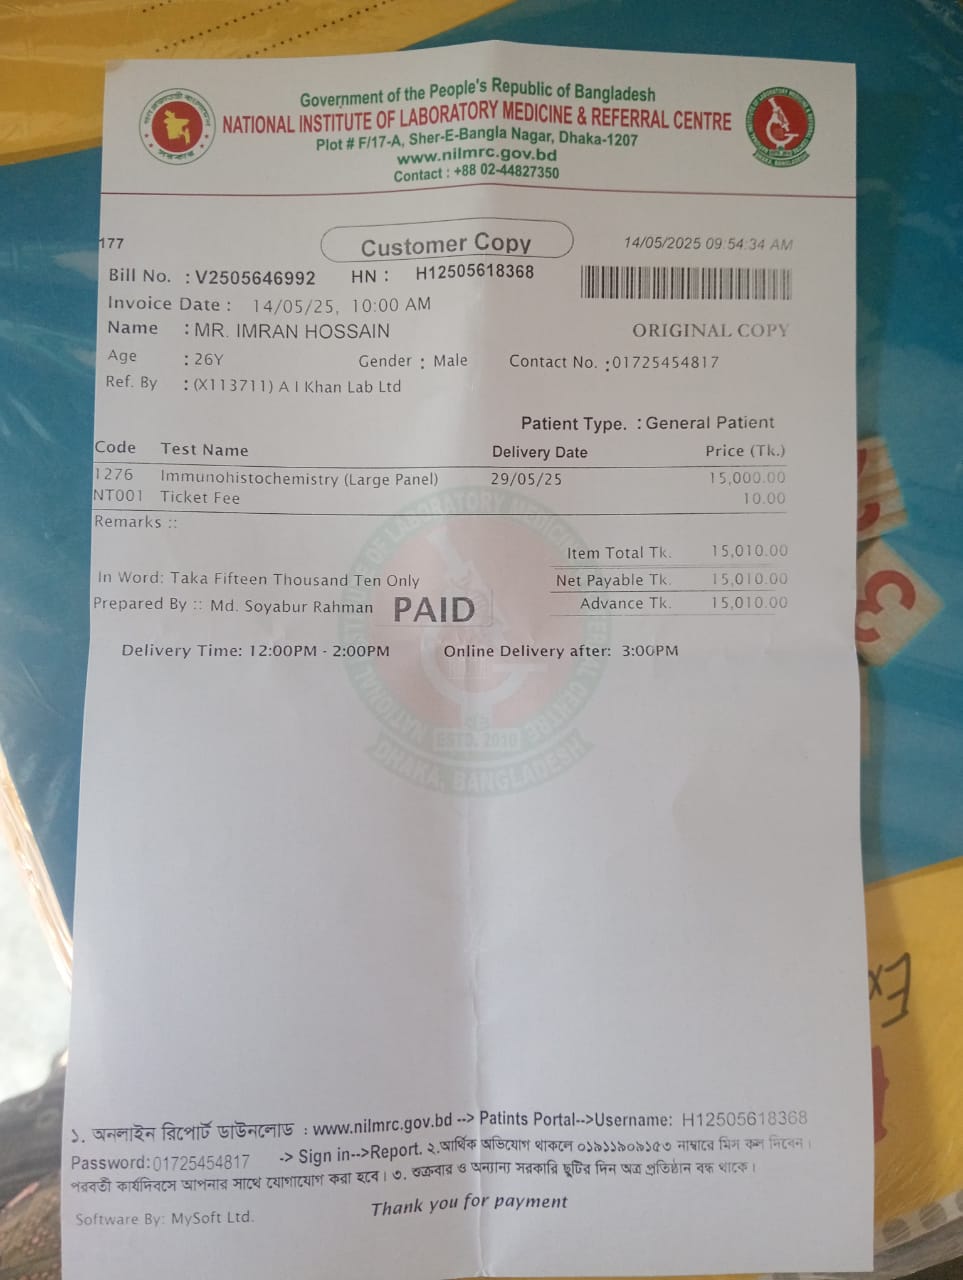 Government of the People's Republic of Bangladesh
NATIONAL INSTITUTE OF LABORATORY MEDICINE & REFERRAL CENTRE
Plot # F/17-A, Sher-E-Bangla Nagar, Dhaka-1207
www.nilmrc.gov.bd
Contact : +88 02-44827350
177 Customer Copy 14/05/2025 09:54:34 AM
Bill No. : V2505646992 HN : H12505618368
Invoice Date : 14/05/25, 10:00 AM
Name : MR. IMRAN HOSSAIN ORIGINAL COPY
Age : 26Y Gender : Male Contact No. : 01725454817
Ref. By : (X113711) A I Khan Lab Ltd
Patient Type. : General Patient
Code Test Name Delivery Date Price (Tk.)
1276 Immunohistochemistry (Large Panel) 29/05/25 15,000.00
NT001 Ticket Fee 10.00
Remarks ::
Item Total Tk. 15,010.00
In Word: Taka Fifteen Thousand Ten Only Net Payable Tk. 15,010.00
Prepared By :: Md. Soyabur Rahman PAID Advance Tk. 15,010.00
Delivery Time: 12:00PM - 2:00PM Online Delivery after: 3:00PM
ESTD. 2010
DHAKA, BANGLADESH
১. অনলাইন রিপোর্ট ডাউনলোড : www.nilmrc.gov.bd --> Patints Portal-->Username: H12505618368
Password: 01725454817 -> Sign in-->Report. ২.আর্থিক অভিযোগ থাকলে ০১৯১১৯০৯১৫৩ নাম্বারে মিস কল দিবেন।
পরবর্তী কার্যদিবসে আপনার সাথে যোগাযোগ করা হবে। ৩. শুক্রবার ও অন্যান্য সরকারি ছুটির দিন অত্র প্রতিষ্ঠান বন্ধ থাকে।
Software By: MySoft Ltd. Thank you for payment
Ex